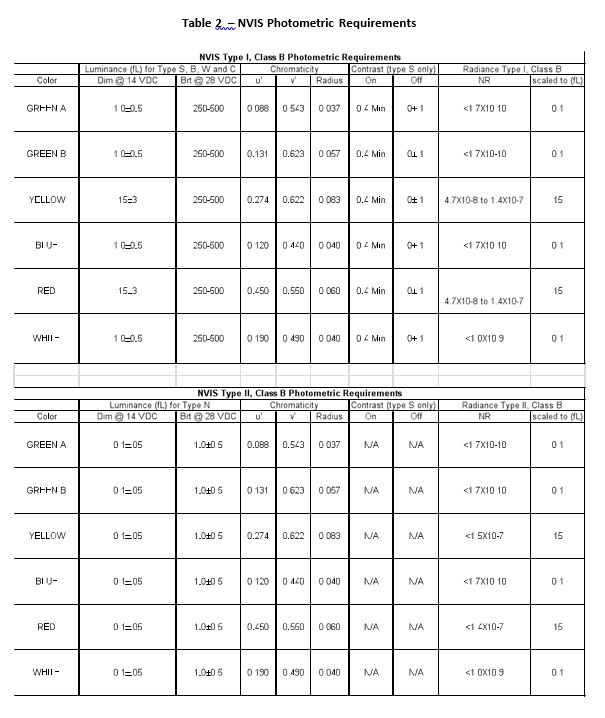 Table 2 – NVIS Photometric Requirements
NVIS Type I, Class B Photometric Requirements
Luminance (fL) for Type S, B, W and C Chromaticity Contrast (type S only) Radiance Type I, Class B
Color Dim @ 14 VDC Brt @ 28 VDC u' v' Radius On Off NR scaled to (fL)
GREEN A 1 0±0.5 250-500 0 088 0 543 0 037 0 4 Min 0+ 1 <1 7X10 10 0 1
GREEN B 1 0±0.5 250-500 0.131 0.623 0 057 0.4 Min 0± 1 <1 7X10-10 0 1
YELLOW 15±3 250-500 0.274 0.622 0 083 0.4 Min 0± 1 4.7X10-8 to 1.4X10-7 15
BLUE 1 0±0.5 250-500 0 120 0 440 0 040 0 4 Min 0+ 1 <1 7X10 10 0 1
RED 15±3 250-500 0.450 0.550 0 060 0.4 Min 0± 1 4.7X10-8 to 1.4X10-7 15
WHITE 1 0±0.5 250-500 0 190 0 490 0 040 0 4 Min 0+ 1 <1 0X10 9 0 1
NVIS Type II, Class B Photometric Requirements
Luminance (fL) for Type N Chromaticity Contrast (type S only) Radiance Type II, Class B
Color Dim @ 14 VDC Brt @ 28 VDC u' v' Radius On Off NR scaled to (fL)
GREEN A 0 1±.05 1.0±0 5 0.088 0.543 0 037 N/A N/A <1 7X10-10 0 1
GREEN B 0 1±.05 1.0±0 5 0 131 0 623 0 057 N/A N/A <1 7X10 10 0 1
YELLOW 0 1±.05 1.0±0 5 0.274 0.622 0 083 N/A N/A <1 5X10-7 15
BLUE 0 1±.05 1.0±0 5 0 120 0 440 0 040 N/A N/A <1 7X10 10 0 1
RED 0 1±.05 1.0±0 5 0.450 0.550 0 060 N/A N/A <1 4X10-7 15
WHITE 0 1±.05 1.0±0 5 0 190 0 490 0 040 N/A N/A <1 0X10 9 0 1